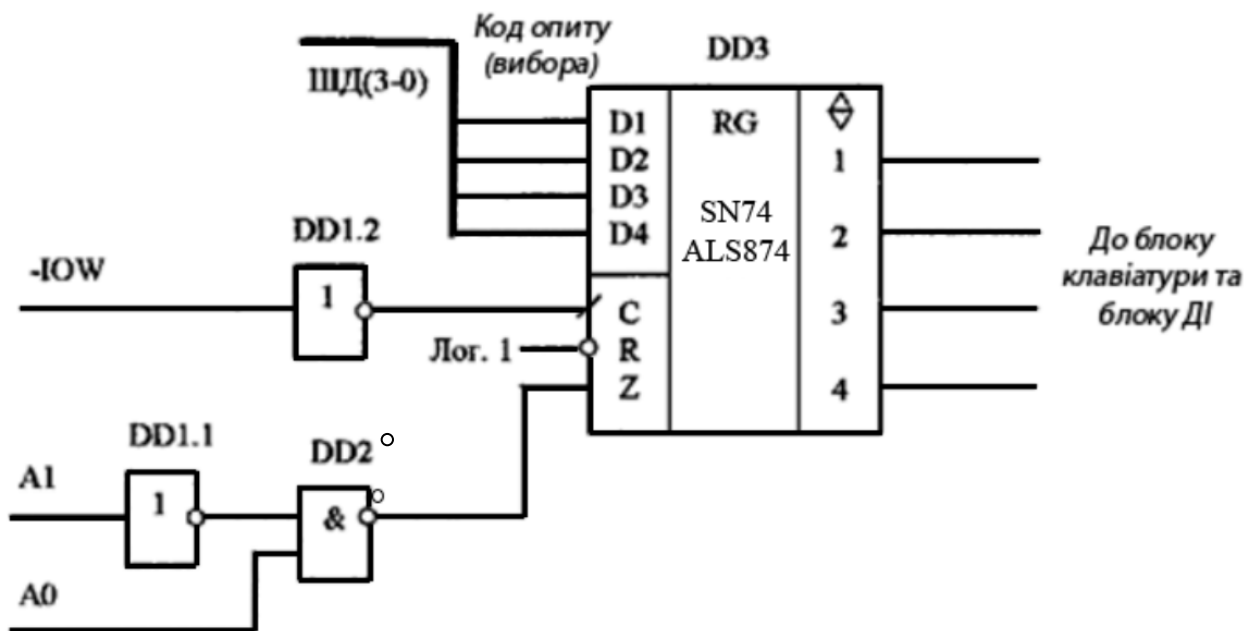 Код опиту
(вибора)
DD3
ШД(3-0)
D1
D2
D3
D4
RG
SN74
ALS874
1
2
3
4
До блоку
клавіатури та
блоку ДІ
DD1.2
-IOW
1
C
Лог. 1
R
Z
DD1.1
DD2
A1
1
&
A0